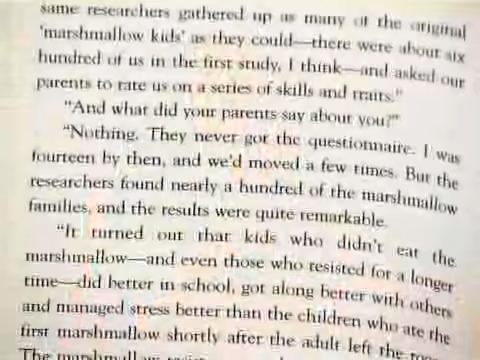 same researchers gathered up as many of the original
'marshmallow kids' as they could—there were about six
hundred of us in the first study, I think—and asked our
parents to rate us on a series of skills and traits."
"And what did your parents say about you?"
"Nothing. They never got the questionnaire. I was
fourteen by then, and we'd moved a few times. But the
researchers found nearly a hundred of the marshmallow
families, and the results were quite remarkable.
"It turned out that kids who didn't eat the
marshmallow—and even those who resisted for a longer
time—did better in school, got along better with others
and managed stress better than the children who ate the
first marshmallow shortly after the adult left the
The marshmallow